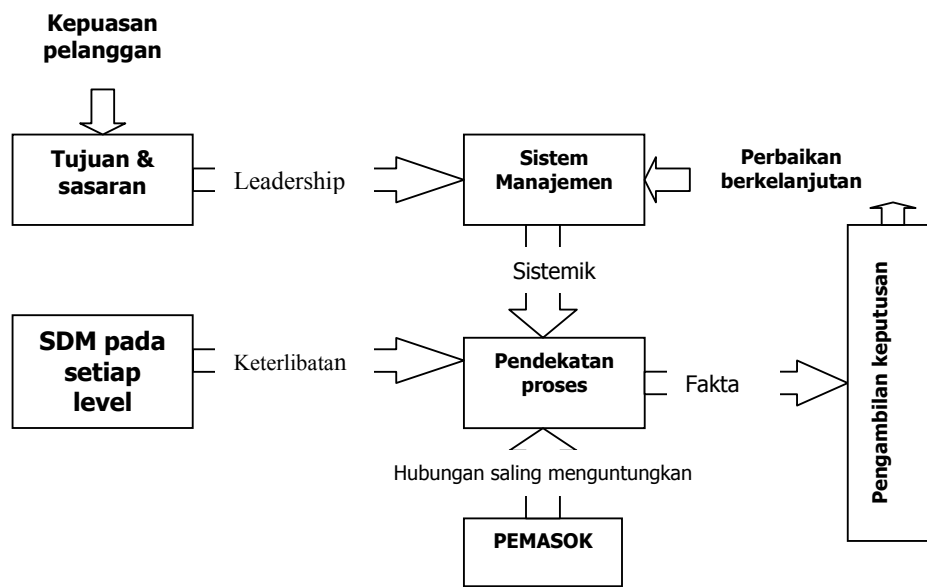 Kepuasan
pelanggan
Tujuan &
sasaran
Leadership
Sistem
Manajemen
Perbaikan
berkelanjutan
Sistemik
SDM pada
setiap
level
Keterlibatan
Pendekatan
proses
Fakta
Pengambilan keputusan
Hubungan saling menguntungkan
PEMASOK